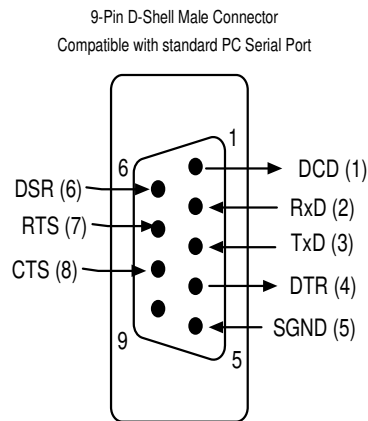 9-Pin D-Shell Male Connector
Compatible with standard PC Serial Port
1
6
DCD (1)
DSR (6)
RxD (2)
RTS (7)
TxD (3)
CTS (8)
DTR (4)
SGND (5)
9
5